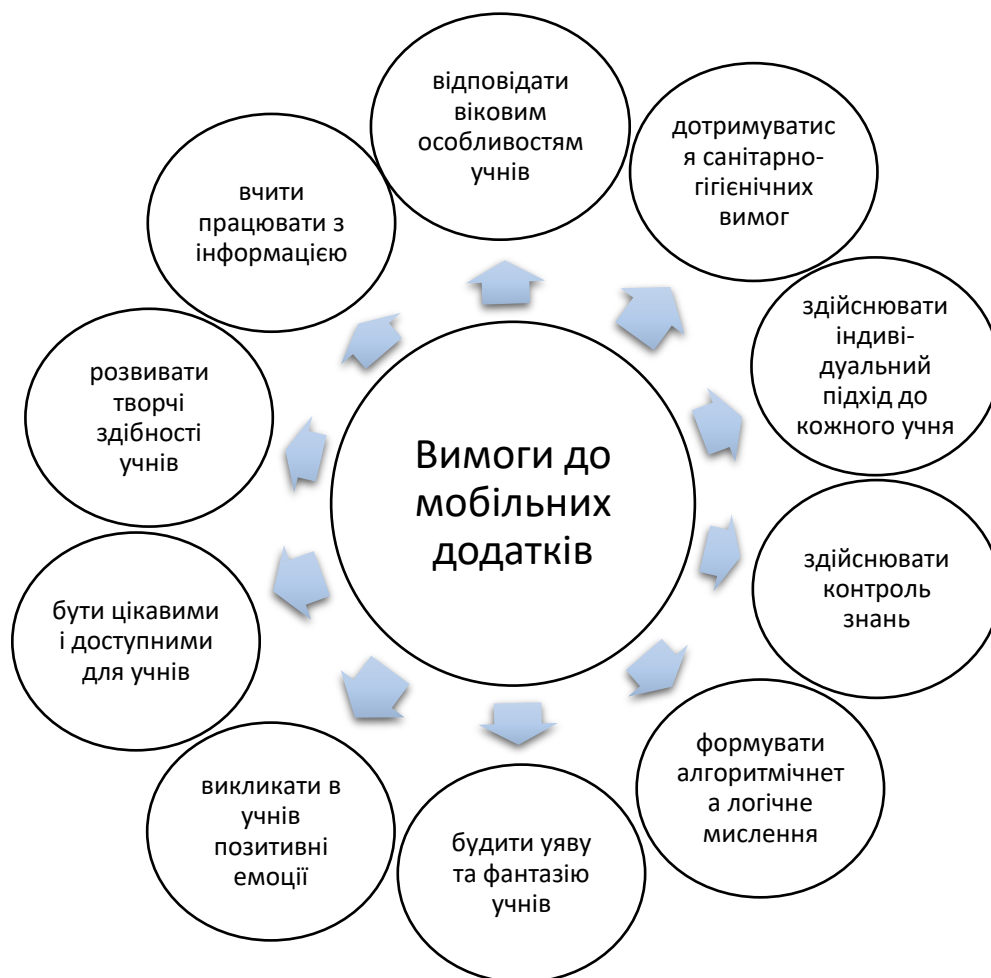 Вимоги до
мобільних
додатків
відповідати
віковим
особливостям
учнів
дотримуватис
я санітарно-
гігієнічних
вимог
здійснювати
індиві-
дуальний
підхід до
кожного учня
здійснювати
контроль
знань
формувати
алгоритмічнет
а логічне
мислення
будити уяву
та фантазію
учнів
викликати в
учнів
позитивні
емоції
бути цікавими
і доступними
для учнів
розвивати
творчі
здібності
учнів
вчити
працювати з
інформацією